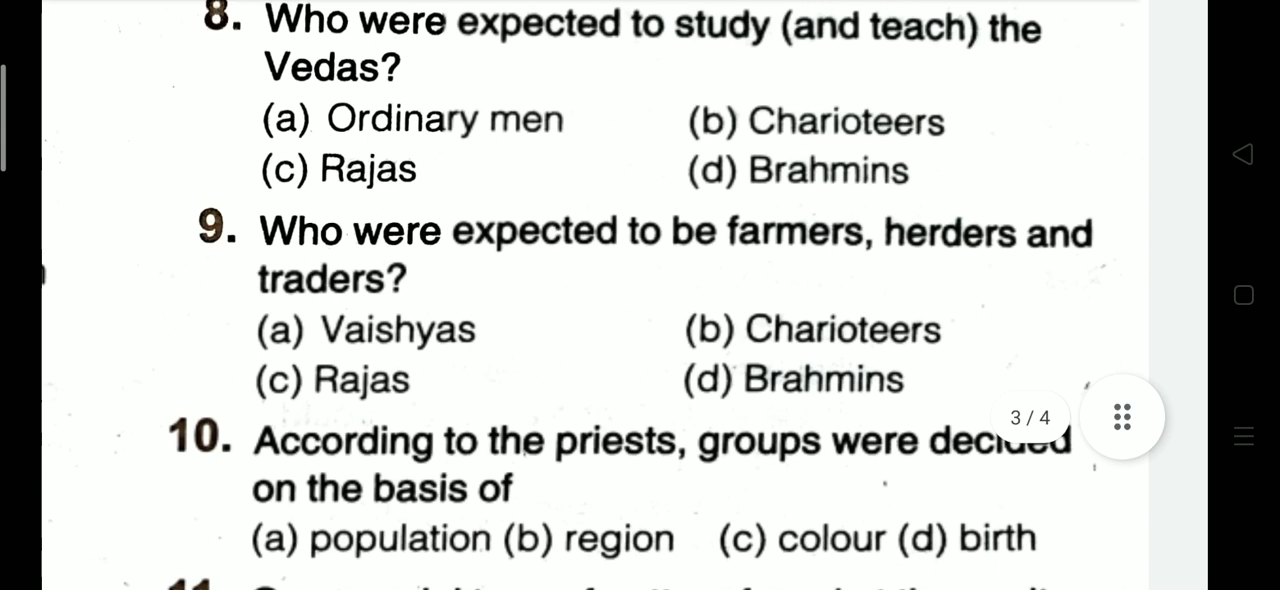 8. Who were expected to study (and teach) the
Vedas?
(a) Ordinary men (b) Charioteers
(c) Rajas (d) Brahmins
9. Who were expected to be farmers, herders and
traders?
(a) Vaishyas (b) Charioteers
(c) Rajas (d) Brahmins
3 / 4
10. According to the priests, groups were decided
on the basis of
(a) population (b) region (c) colour (d) birth
11.